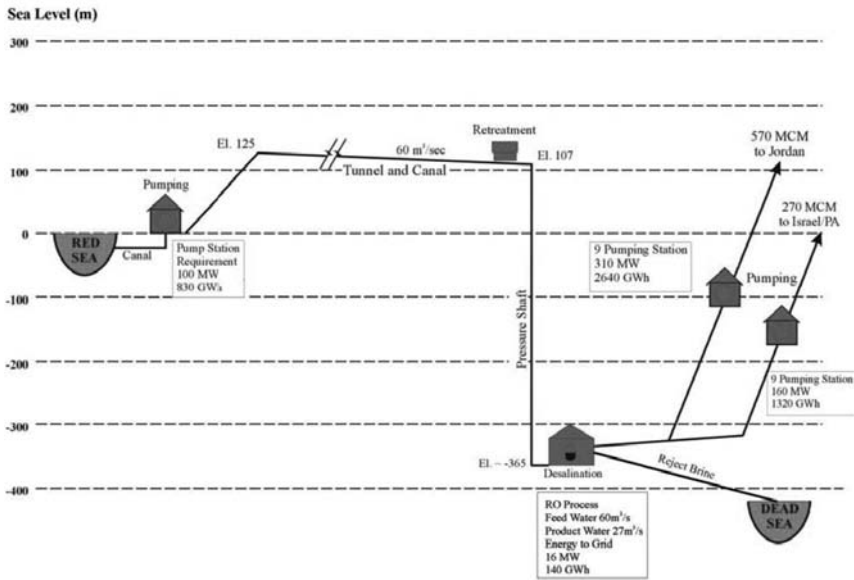 Sea Level (m)
300
200
100
0
-100
-200
-300
-400
El. 125
60 m³/sec
Retreatment
El. 107
Tunnel and Canal
Pumping
RED
SEA
Canal
Pump Station
Requirement
100 MW
830 GWs
Pressure Shaft
570 MCM
to Jordan
270 MCM
to Israel/PA
9 Pumping Station
310 MW
2640 GWh
Pumping
9 Pumping Station
160 MW
1320 GWh
El. ~ -365
Desalination
Reject Brine
RO Process
Feed Water 60m³/s
Product Water 27m³/s
Energy to Grid
16 MW
140 GWh
DEAD
SEA